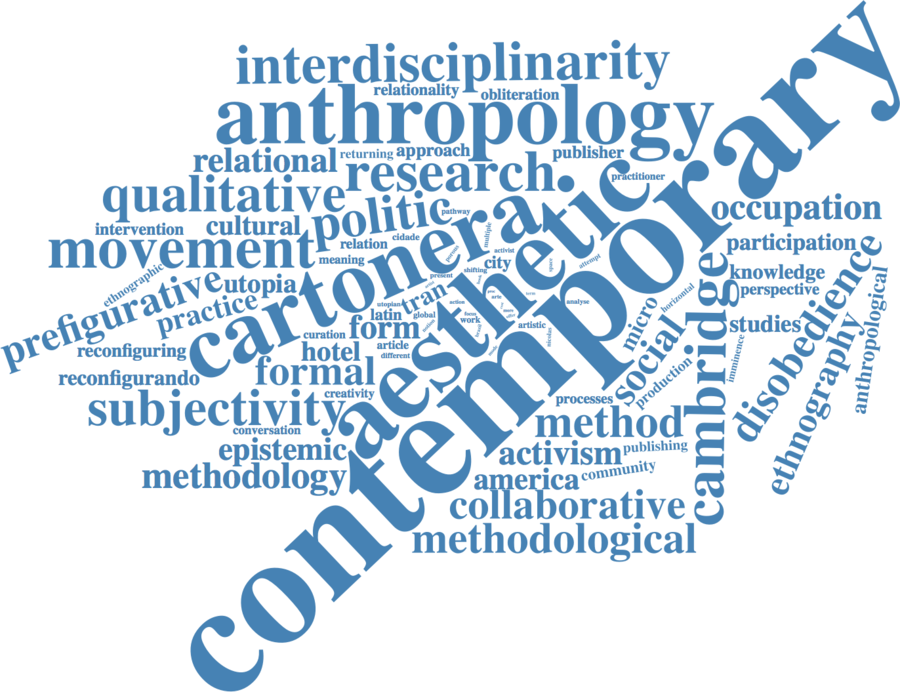 interdisciplinarity
relationality
obliteration
anthropology
relational
returning
approach
publisher
research
practitioner
qualitative
politic
pathway
cartonera
aesthetic
contemporary
occupation
intervention
cultural
multiple
movement
relation
cidade
activist
participation
meaning
city
space
attempt
ethnographic
shifting
knowledge
prefigurative
utopia
present
perspective
disobedience
practice
tran
utopian
action
latin
global
form
focus
work
artistic
analyse
micro
horizontal
social
cambridge
studies
anthropological
curation
article
different
reconfiguring
hotel
reconfigurando
formal
creativity
production
imminence
ethnography
subjectivity
processes
conversation
method
epistemic
activism
publishing
methodology
america
community
collaborative
methodological